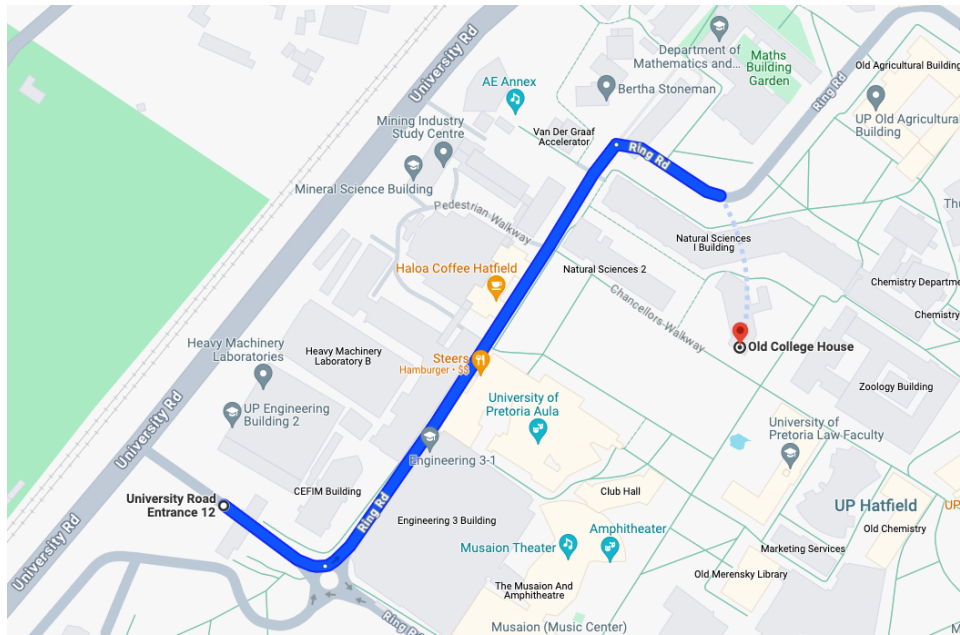 University Rd
Department of
Mathematics and...
Maths
Building
Garden
Old Agricultural Building
Ring Rd
AE Annex
Bertha Stoneman
UP Old Agricultural
Building
Mining Industry
Study Centre
Van Der Graaf
Accelerator
Ring Rd
Mineral Science Building
Pedestrian Walkway
Natural Sciences
I Building
Haloa Coffee Hatfield
Natural Sciences 2
Chemistry Departme
Chemistry
Chancellors-Walkway
Heavy Machinery
Laboratories
Heavy Machinery
Laboratory B
Old College House
Steers
Hamburger • $$
Zoology Building
University Rd
UP Engineering
Building 2
University of
Pretoria Aula
University of
Pretoria Law Faculty
Engineering 3-1
University Road
Entrance 12
CEFIM Building
Club Hall
UP Hatfield
UP
Ring Rd
Engineering 3 Building
Amphitheater
Old Chemistry
University Rd
Musaion Theater
Marketing Services
Old Merensky Library
The Musaion And
Amphitheatre
Ring Rd
Musaion (Music Center)
M